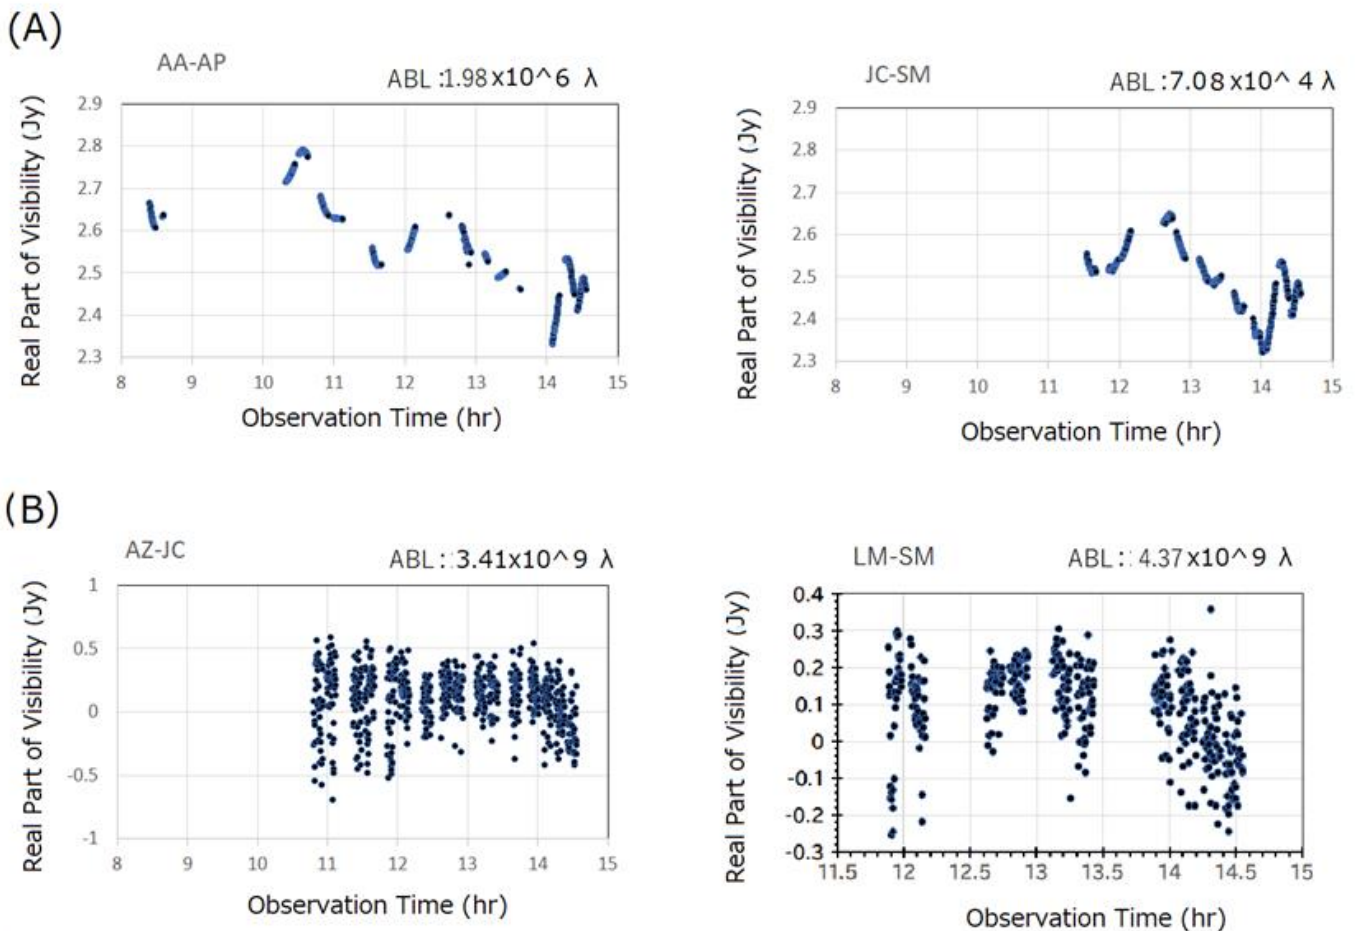 (A)
AA-AP
ABL :1.98x10^6 λ
Real Part of Visibility (Jy)
2.9
2.8
2.7
2.6
2.5
2.4
2.3
8 9 10 11 12 13 14 15
Observation Time (hr)
JC-SM
ABL :7.08x10^ 4 λ
Real Part of Visibility (Jy)
2.9
2.8
2.7
2.6
2.5
2.4
2.3
8 9 10 11 12 13 14 15
Observation Time (hr)
(B)
AZ-JC
ABL: 3.41x10^9 λ
Real Part of Visibility (Jy)
1
0.5
0
-0.5
-1
8 9 10 11 12 13 14 15
Observation Time (hr)
LM-SM
ABL: 4.37x10^9 λ
Real Part of Visibility (Jy)
0.4
0.3
0.2
0.1
0
-0.1
-0.2
-0.3
11.5 12 12.5 13 13.5 14 14.5 15
Observation Time (hr)